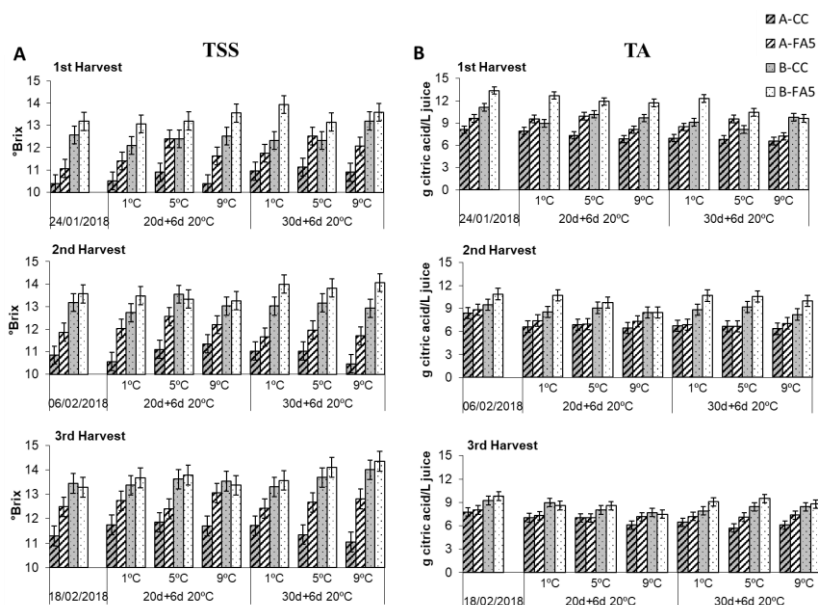 A
TSS
1st Harvest
°Brix
15
14
13
12
11
10
1ºC 5ºC 9ºC 1ºC 5ºC 9ºC
24/01/2018 20d+6d 20ºC 30d+6d 20ºC
2nd Harvest
°Brix
15
14
13
12
11
10
1ºC 5ºC 9ºC 1ºC 5ºC 9ºC
06/02/2018 20d+6d 20ºC 30d+6d 20ºC
3rd Harvest
°Brix
15
14
13
12
11
10
1ºC 5ºC 9ºC 1ºC 5ºC 9ºC
18/02/2018 20d+6d 20ºC 30d+6d 20ºC
B
TA
A-CC
A-FA5
B-CC
B-FA5
1st Harvest
g citric acid/L juice
15
12
9
6
3
0
1ºC 5ºC 9ºC 1ºC 5ºC 9ºC
24/01/2018 20d+6d 20ºC 30d+6d 20ºC
2nd Harvest
g citric acid/L juice
15
12
9
6
3
0
1ºC 5ºC 9ºC 1ºC 5ºC 9ºC
06/02/2018 20d+6d 20ºC 30d+6d 20ºC
3rd Harvest
g citric acid/L juice
15
12
9
6
3
0
1ºC 5ºC 9ºC 1ºC 5ºC 9ºC
18/02/2018 20d+6d 20ºC 30d+6d 20ºC